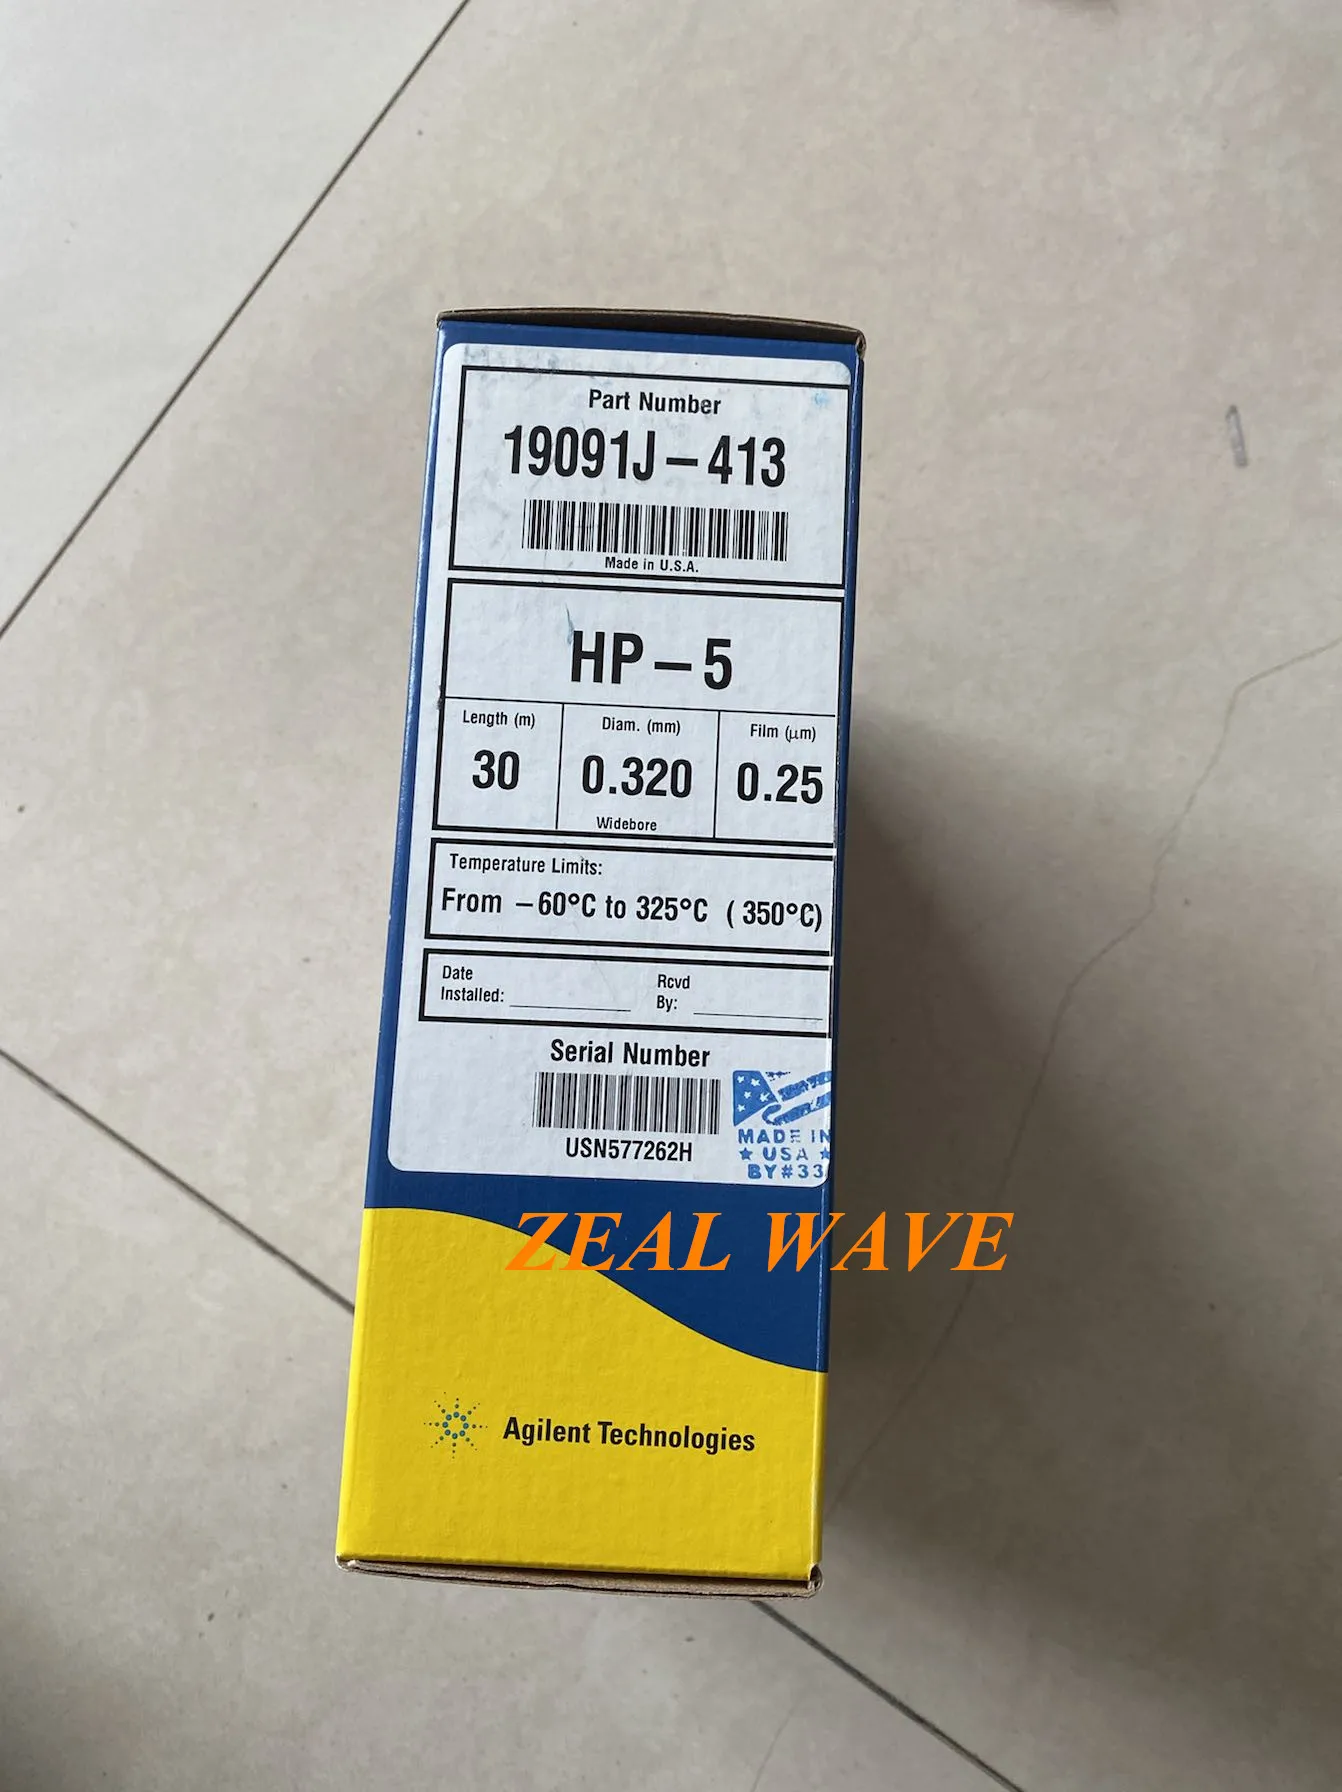 Part Number
19091J – 413
Made in U.S.A.
HP – 5
Length (m) Diam. (mm) Film (μm)
30 0.320 0.25
Widebore
Temperature Limits:
From – 60°C to 325°C ( 350°C)
Date Rcvd
Installed: By:
Serial Number
USN577262H
MADE IN
★ USA ★
BY#33
ZEAL WAVE
Agilent Technologies